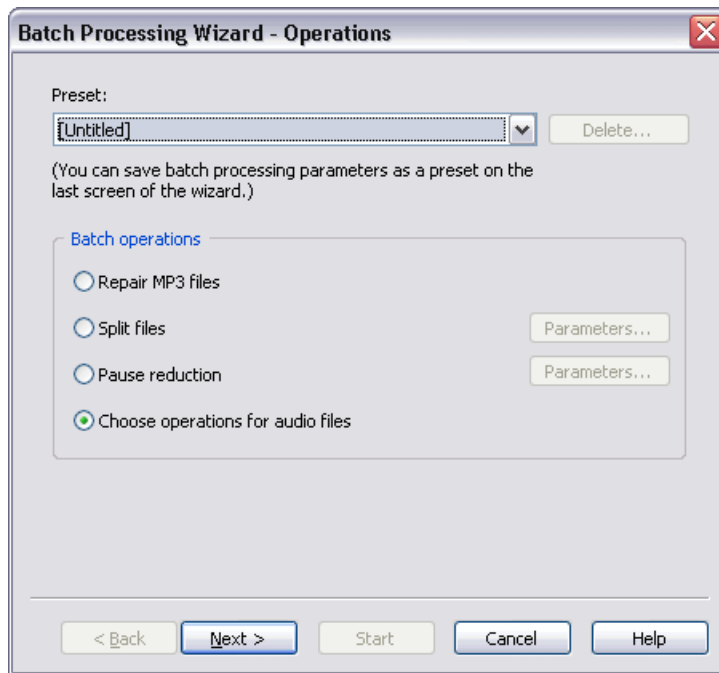 Batch Processing Wizard - Operations
Preset:
[Untitled]
Delete...
(You can save batch processing parameters as a preset on the
last screen of the wizard.)
Batch operations
Repair MP3 files
Split files
Parameters...
Pause reduction
Parameters...
Choose operations for audio files
< Back
Next >
Start
Cancel
Help